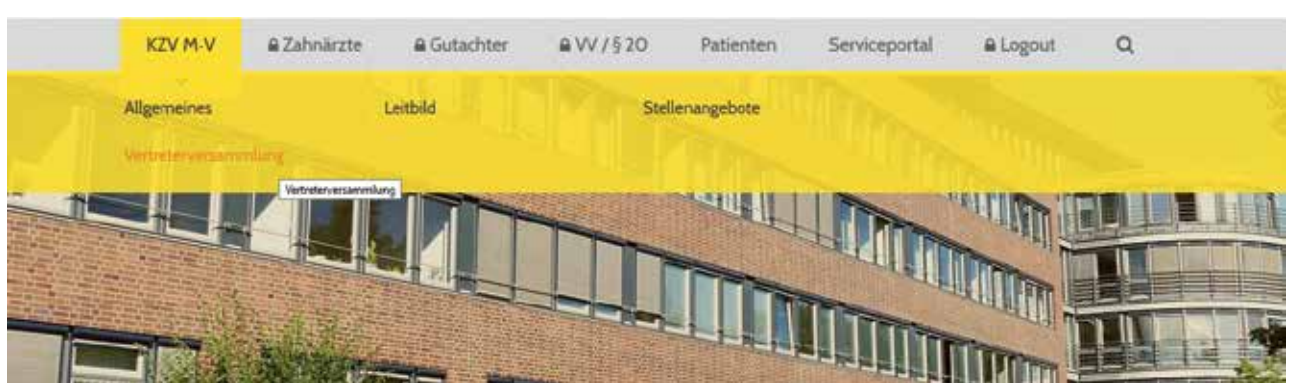 KZV M-V Zahnärzte Gutachter VV / § 20 Patienten Serviceportal Logout
Allgemeines Leitbild Stellenangebote
Vertreterversammlung
Vertreterversammlung